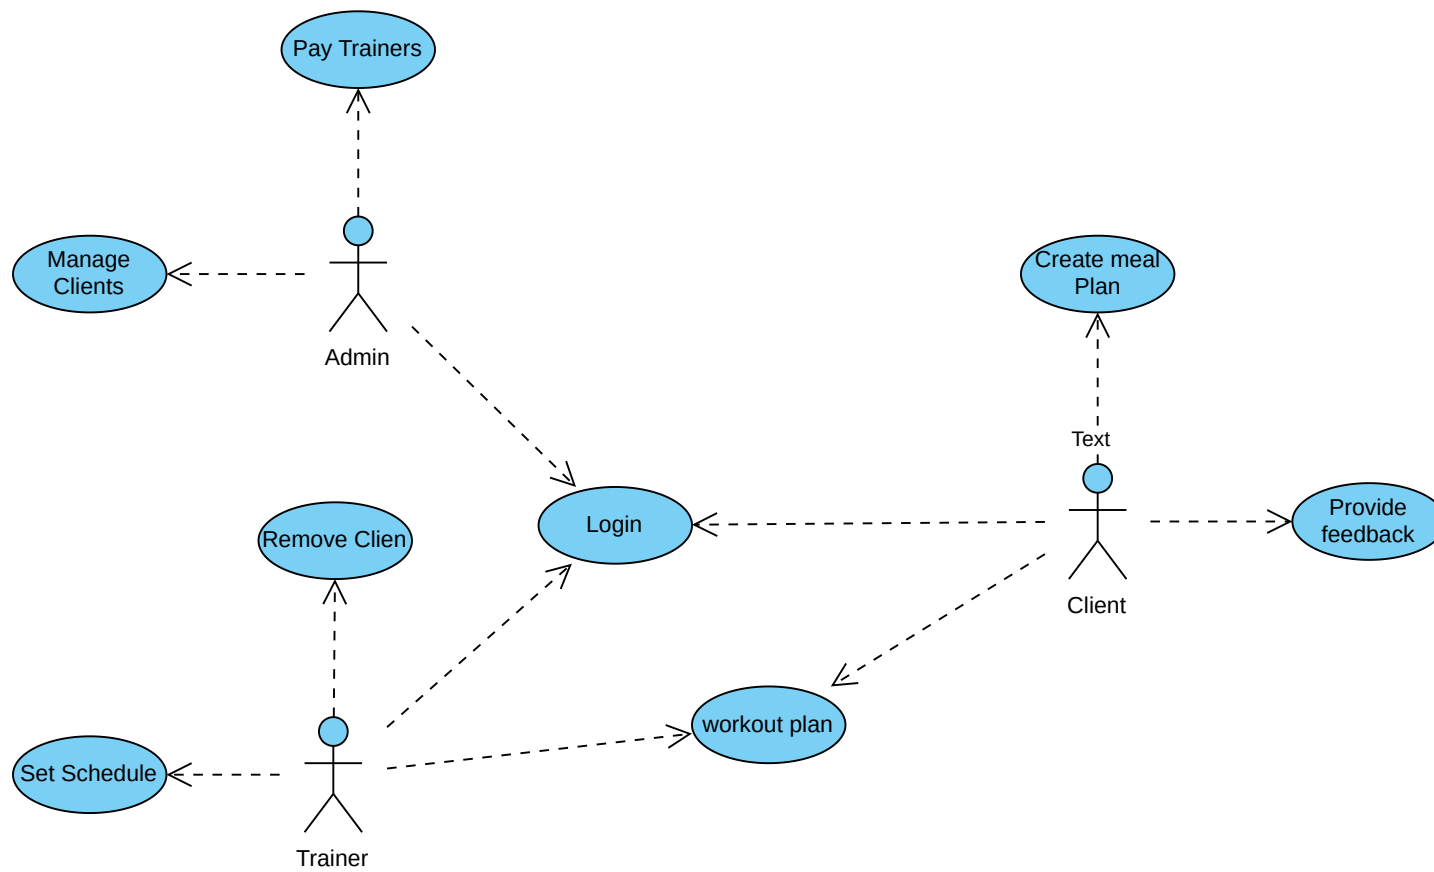 Pay Trainers
Manage
Clients
Admin
Create meal
Plan
Text
Client
Provide
feedback
Login
Remove Clien
workout plan
Set Schedule
Trainer